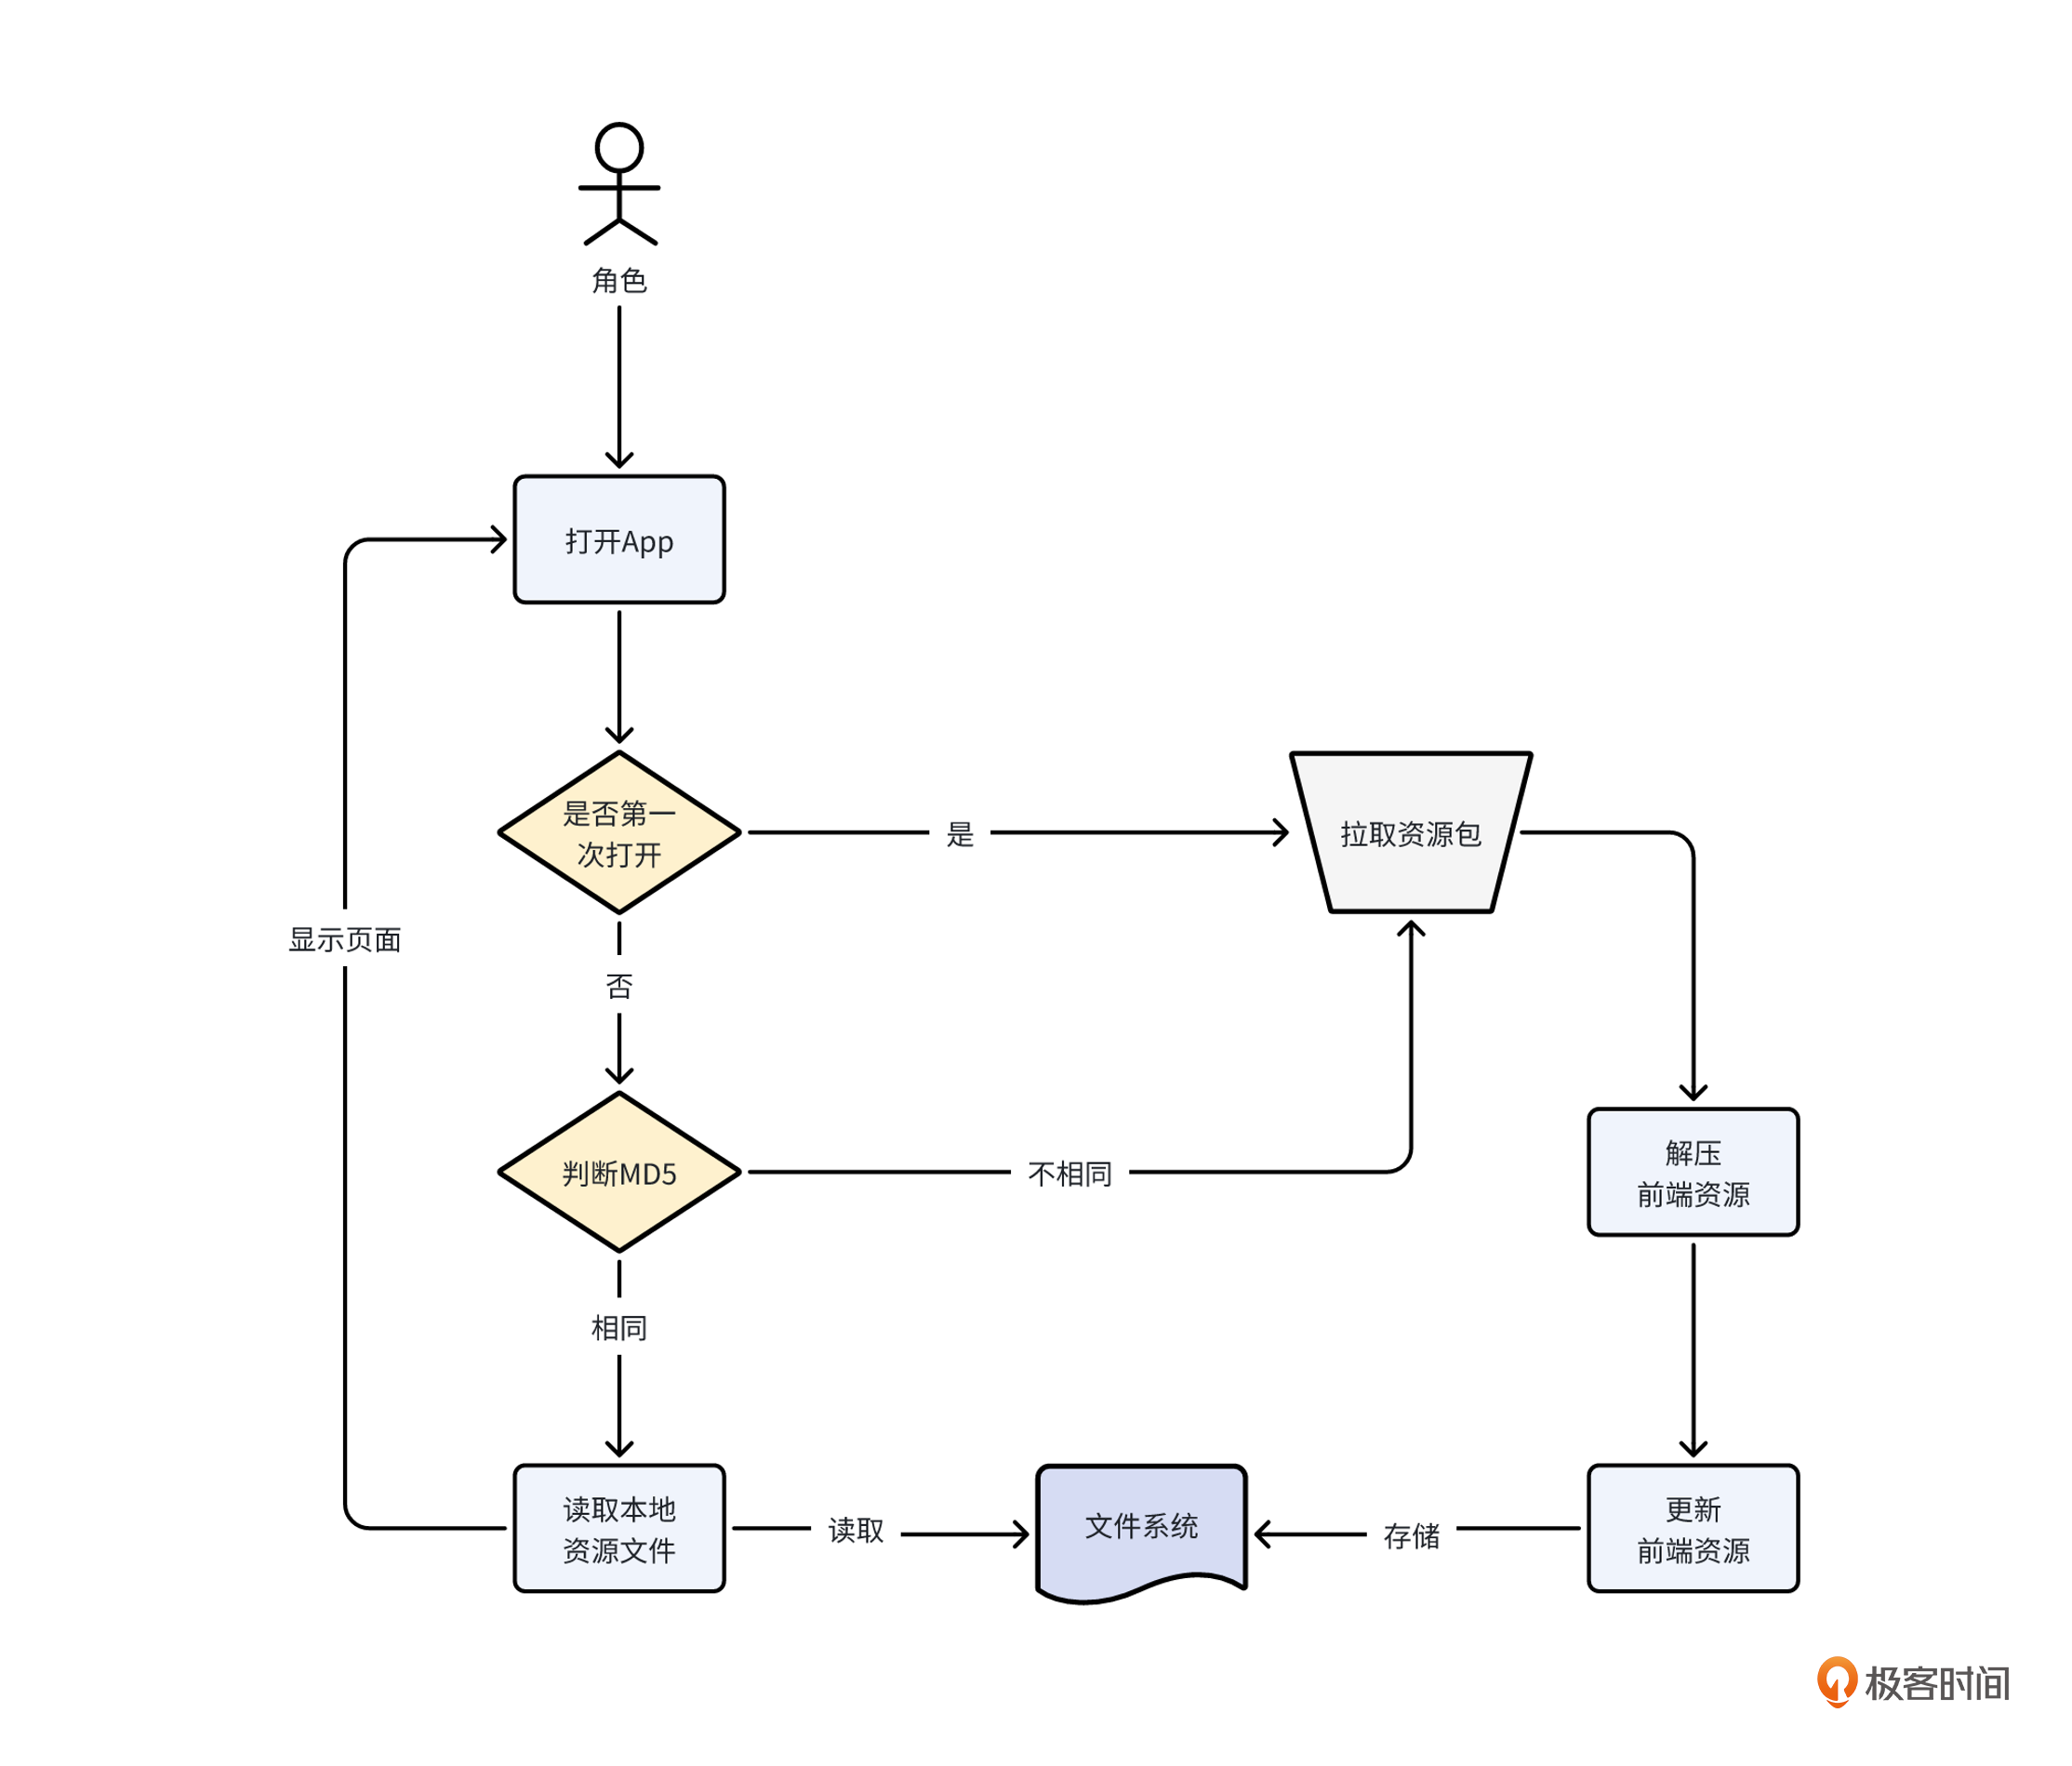 角色
打开App
是否第一
次打开
是
拉取资源包
显示页面
否
判断MD5
不相同
解压
前端资源
相同
读取本地
资源文件
读取
文件系统
存储
更新
前端资源
极客时间